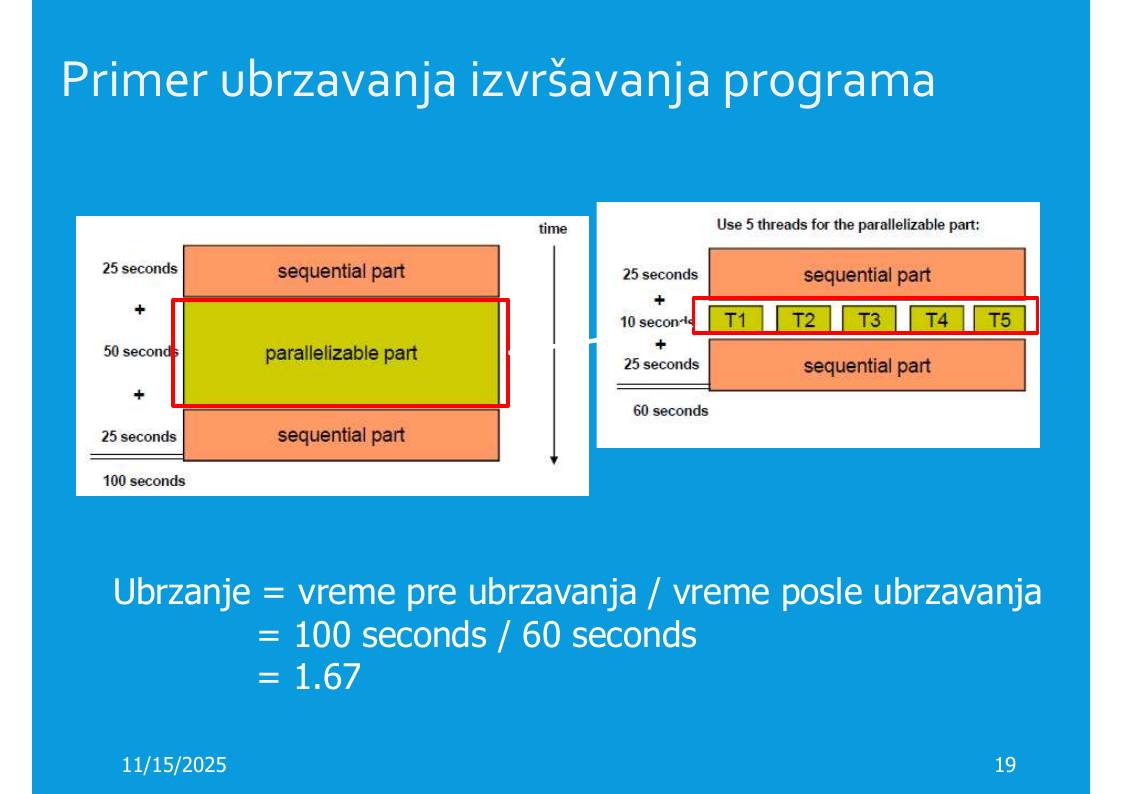 Primer ubrzavanja izvršavanja programa
time
25 seconds
sequential part
+
50 seconds
parallelizable part
+
25 seconds
sequential part
100 seconds
Use 5 threads for the parallelizable part:
25 seconds
sequential part
+
10 seconds
T1 T2 T3 T4 T5
+
25 seconds
sequential part
60 seconds
Ubrzanje = vreme pre ubrzavanja / vreme posle ubrzavanja
= 100 seconds / 60 seconds
= 1.67
11/15/2025
19